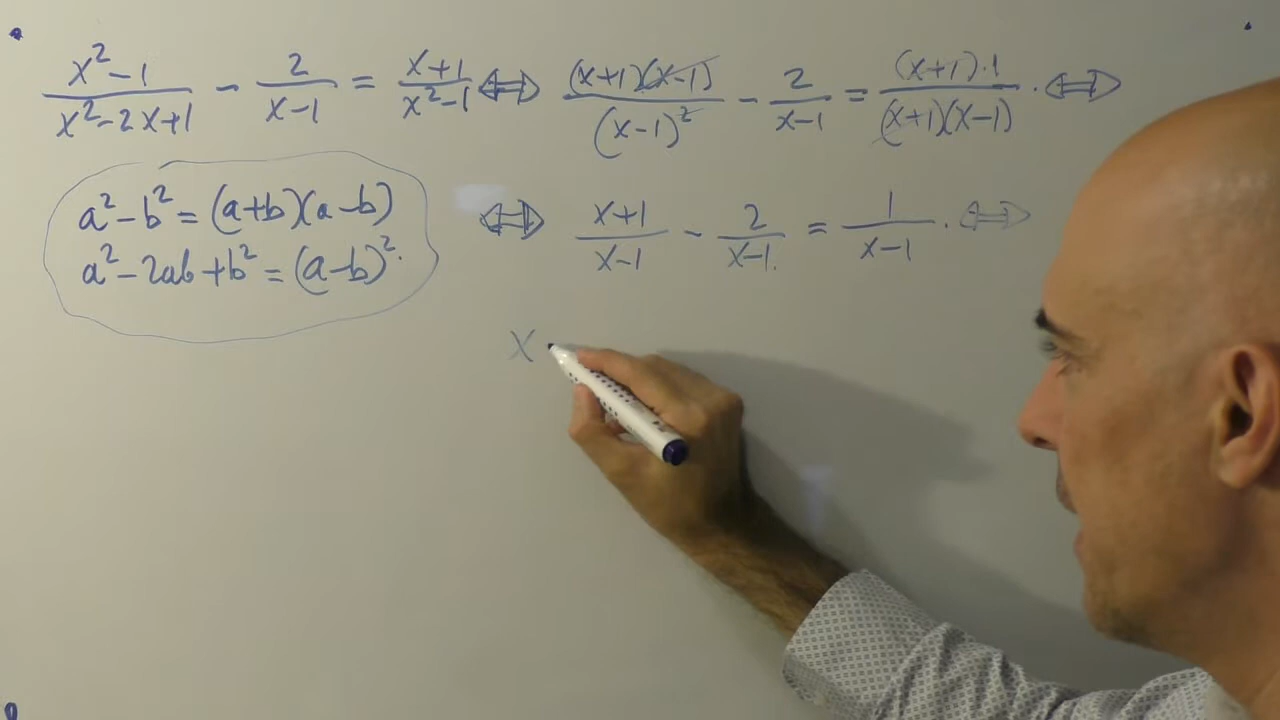 x²-1/x²-2x+1 - 2/x-1 = x+1/x²-1 ⇔ (x+1)(x-1)/(x-1)² - 2/x-1 = (x+1)·1/(x+1)(x-1). ⇔
a²-b²=(a+b)(a-b)
a²-2ab+b²=(a-b)².
⇔ x+1/x-1 - 2/x-1. = 1/x-1. ⇔
x